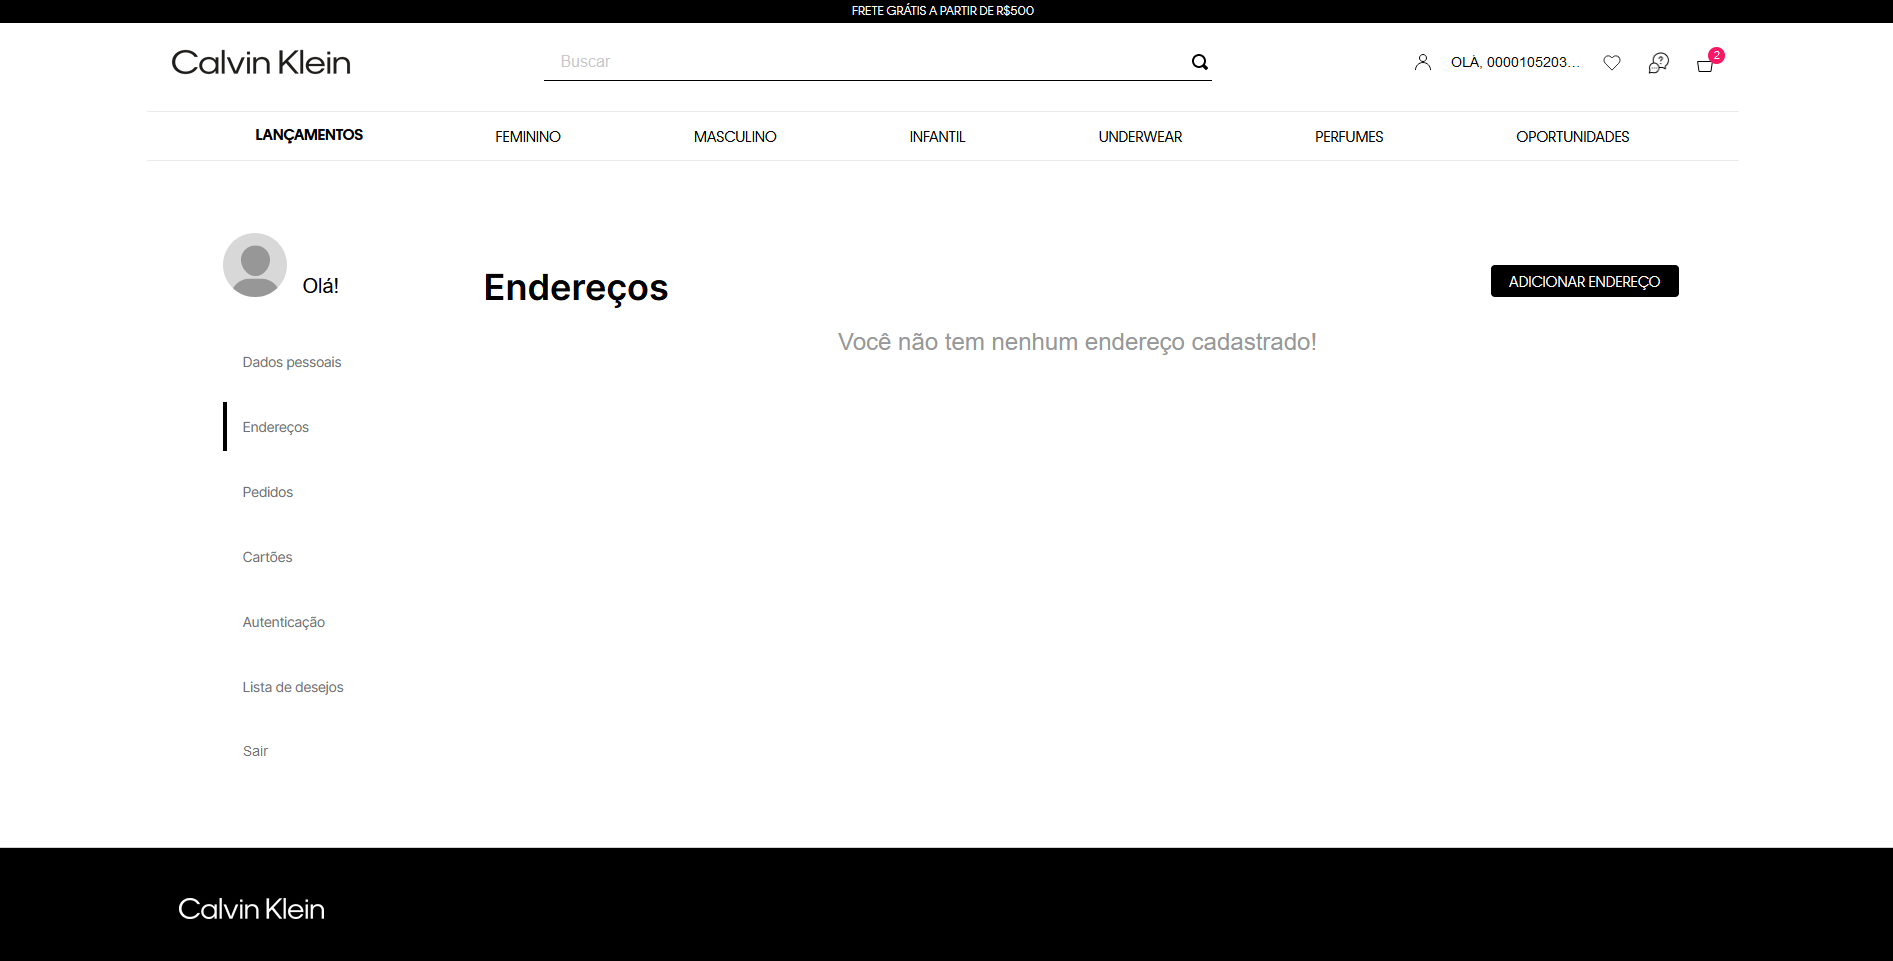 FRETE GRÁTIS A PARTIR DE R$500
Calvin Klein
Buscar
OLÁ, 0000105203...
?
2
LANÇAMENTOS
FEMININO
MASCULINO
INFANTIL
UNDERWEAR
PERFUMES
OPORTUNIDADES
Olá!
Endereços
ADICIONAR ENDEREÇO
Você não tem nenhum endereço cadastrado!
Dados pessoais
Endereços
Pedidos
Cartões
Autenticação
Lista de desejos
Sair
Calvin Klein